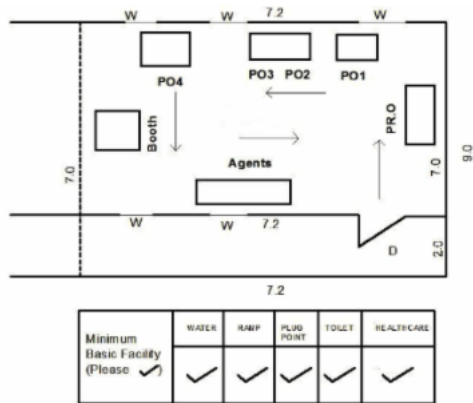 W W 7.2 W
PO4 PO3 PO2 PO1
PR.O
Booth
Agents
7.0 7.0 9.0
W W 7.2
D
2.0
7.2
Minimum
Basic Facility
(Please ✓)
WATER RAMP PLUG POINT TOILET HEALTHCARE
✓ ✓ ✓ ✓ ✓